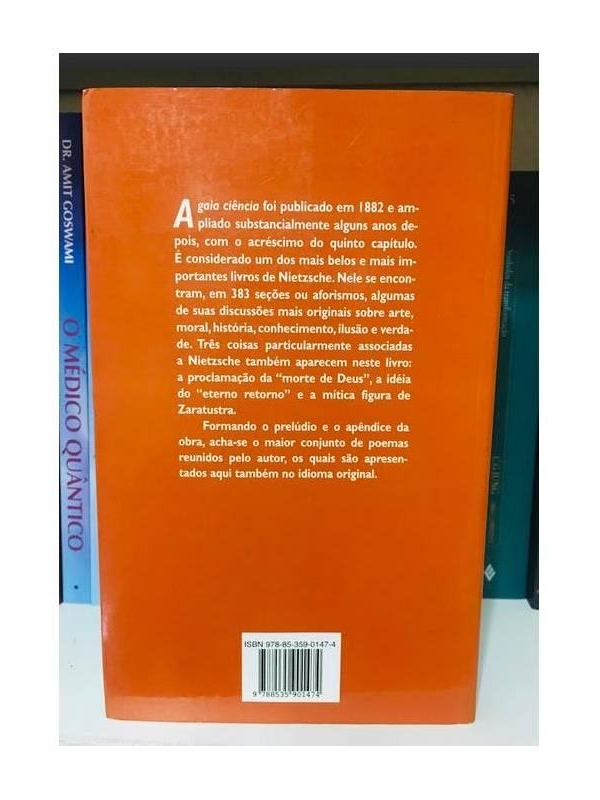 A gaia ciência foi publicado em 1882 e am-
pliado substancialmente alguns anos de-
pois, com o acréscimo do quinto capítulo.
É considerado um dos mais belos e mais im-
portantes livros de Nietzsche. Nele se encon-
tram, em 383 seções ou aforismos, algumas
de suas discussões mais originais sobre arte,
moral, história, conhecimento, ilusão e verda-
de. Três coisas particularmente associadas
a Nietzsche também aparecem neste livro:
a proclamação da “morte de Deus”, a idéia
do “eterno retorno” e a mítica figura de
Zaratustra.
Formando o prelúdio e o apêndice da
obra, acha-se o maior conjunto de poemas
reunidos pelo autor, os quais são apresen-
tados aqui também no idioma original.
ISBN 978-85-359-0147-4
9 788535 901474
DR. AMIT GOSWAMI
O MÉDICO QUÂNTICO
Símbolos da transformação
C.G. JUNG